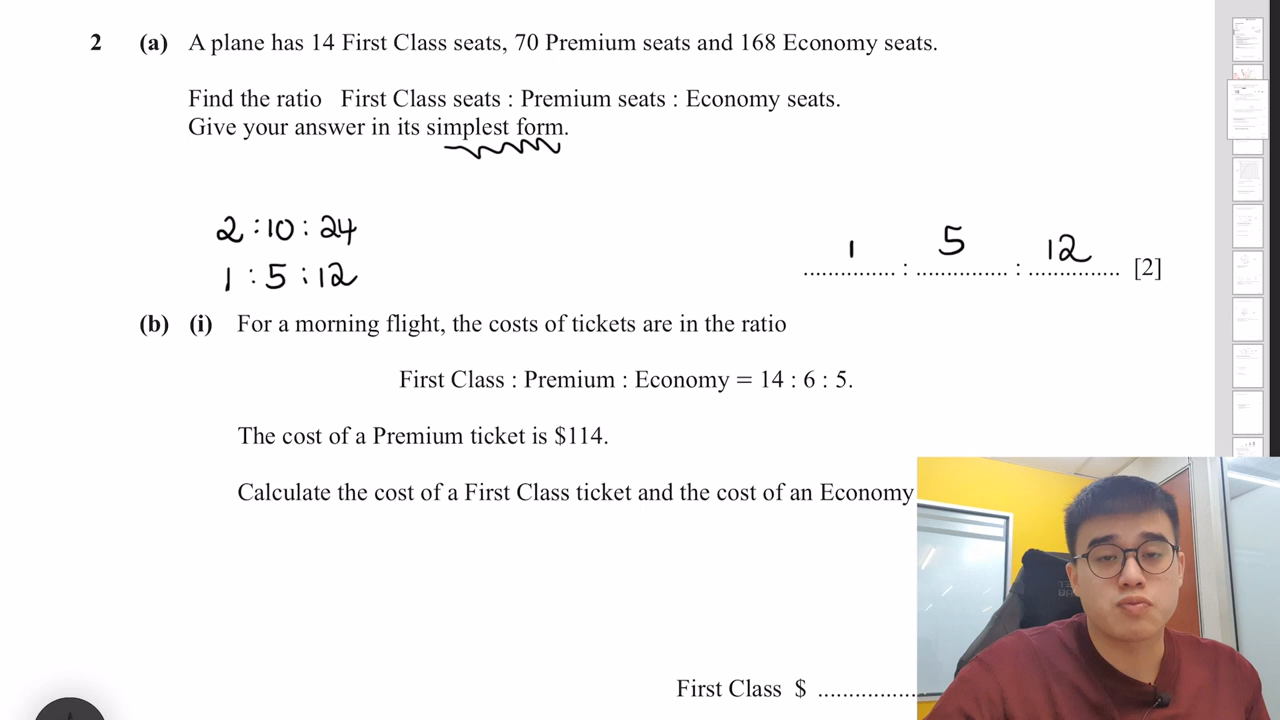 2 (a) A plane has 14 First Class seats, 70 Premium seats and 168 Economy seats.
Find the ratio First Class seats : Premium seats : Economy seats.
Give your answer in its simplest form.
2 : 10 : 24
1 : 5 : 12
1 5 12
............... : ............... : ............... [2]
(b) (i) For a morning flight, the costs of tickets are in the ratio
First Class : Premium : Economy = 14 : 6 : 5.
The cost of a Premium ticket is $114.
Calculate the cost of a First Class ticket and the cost of an Economy
First Class $ .................